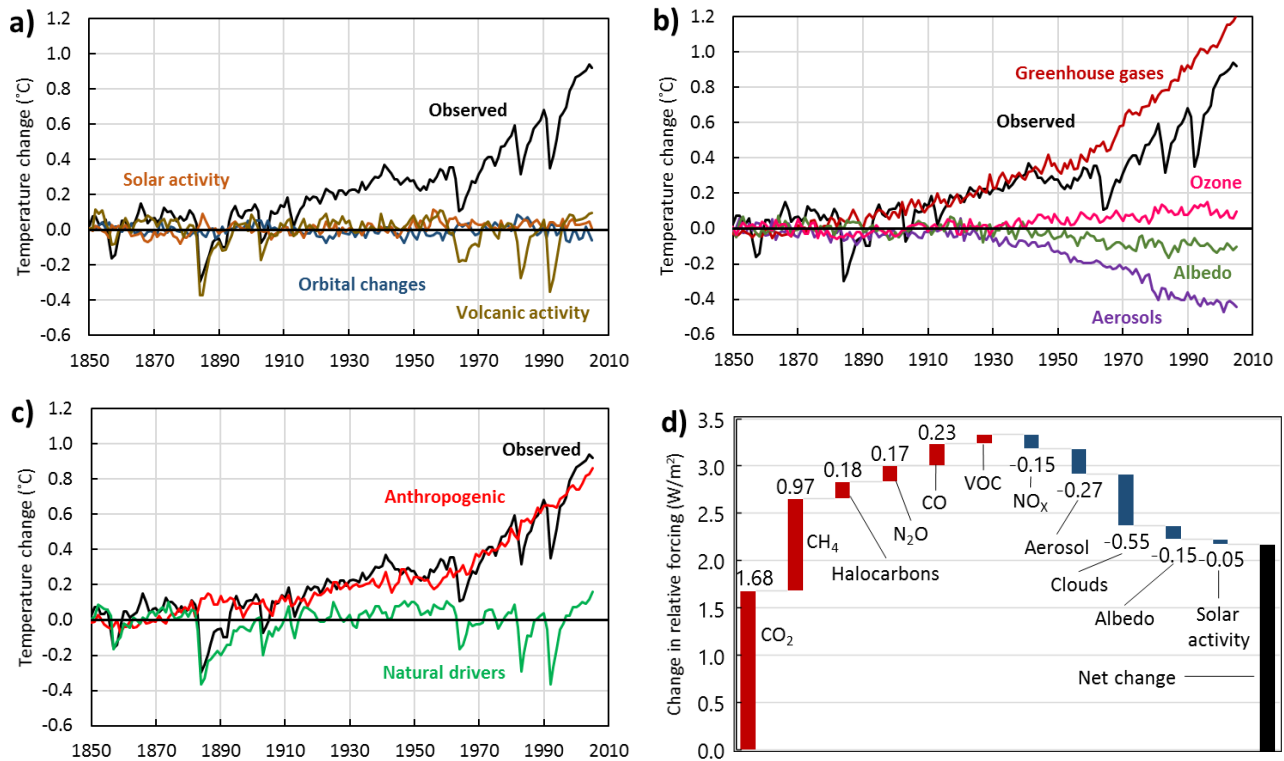 a)
1.2
1.0
0.8
0.6
0.4
0.2
0.0
-0.2
-0.4
-0.6
Temperature change (˚C)
Observed
Solar activity
Orbital changes
Volcanic activity
1850 1870 1890 1910 1930 1950 1970 1990 2010
b)
1.2
1.0
0.8
0.6
0.4
0.2
0.0
-0.2
-0.4
-0.6
Temperature change (˚C)
Greenhouse gases
Observed
Ozone
Albedo
Aerosols
1850 1870 1890 1910 1930 1950 1970 1990 2010
c)
1.2
1.0
0.8
0.6
0.4
0.2
0.0
-0.2
-0.4
-0.6
Temperature change (˚C)
Observed
Anthropogenic
Natural drivers
1850 1870 1890 1910 1930 1950 1970 1990 2010
d)
3.5
3.0
2.5
2.0
1.5
1.0
0.5
0.0
Change in relative forcing (W/m²)
1.68
CO₂
0.97
CH₄
0.18
Halocarbons
0.17
N₂O
0.23
CO
VOC
-0.15
NOₓ
-0.27
Aerosol
-0.55
Clouds
-0.15
Albedo
-0.05
Solar
activity
Net change